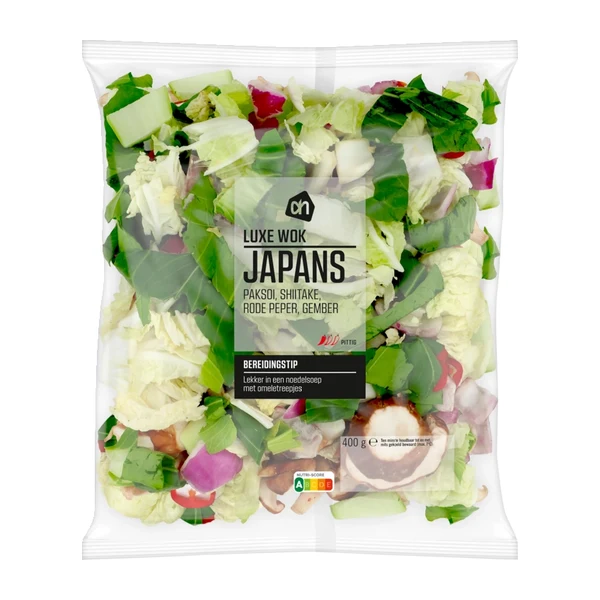 ah
LUXE WOK
JAPANS
PAKSOI, SHIITAKE,
RODE PEPER, GEMBER
PITTIG
BEREIDINGSTIP
Lekker in een noedelsoep
met omeletreepjes
400 g e
NUTRI-SCORE
A B C D E